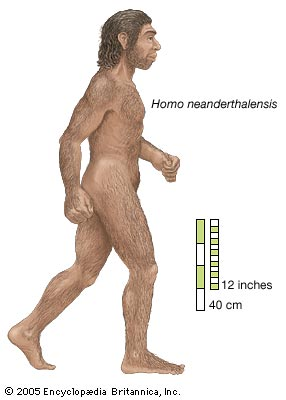 Homo neanderthalensis
12 inches
40 cm
© 2005 Encyclopædia Britannica, Inc.